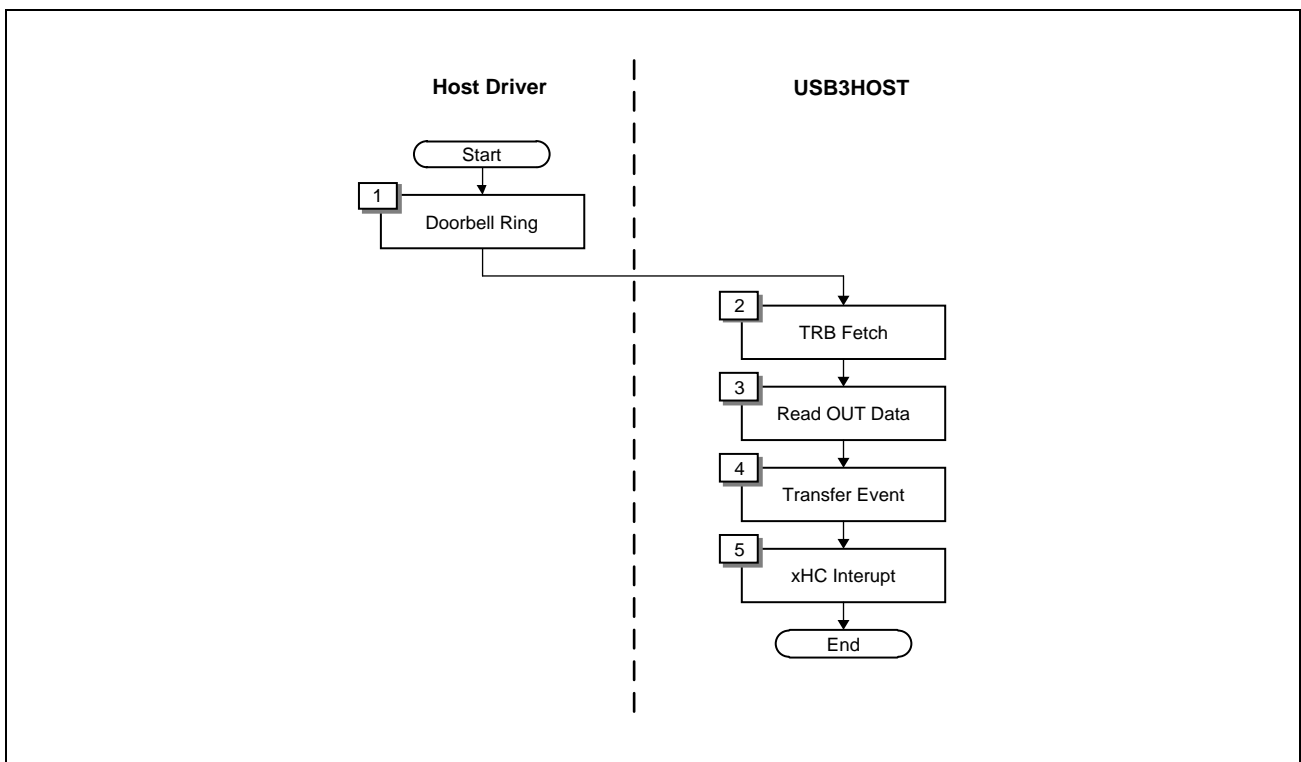 Host Driver
USB3HOST
Start
1
Doorbell Ring
2
TRB Fetch
3
Read OUT Data
4
Transfer Event
5
xHC Interupt
End